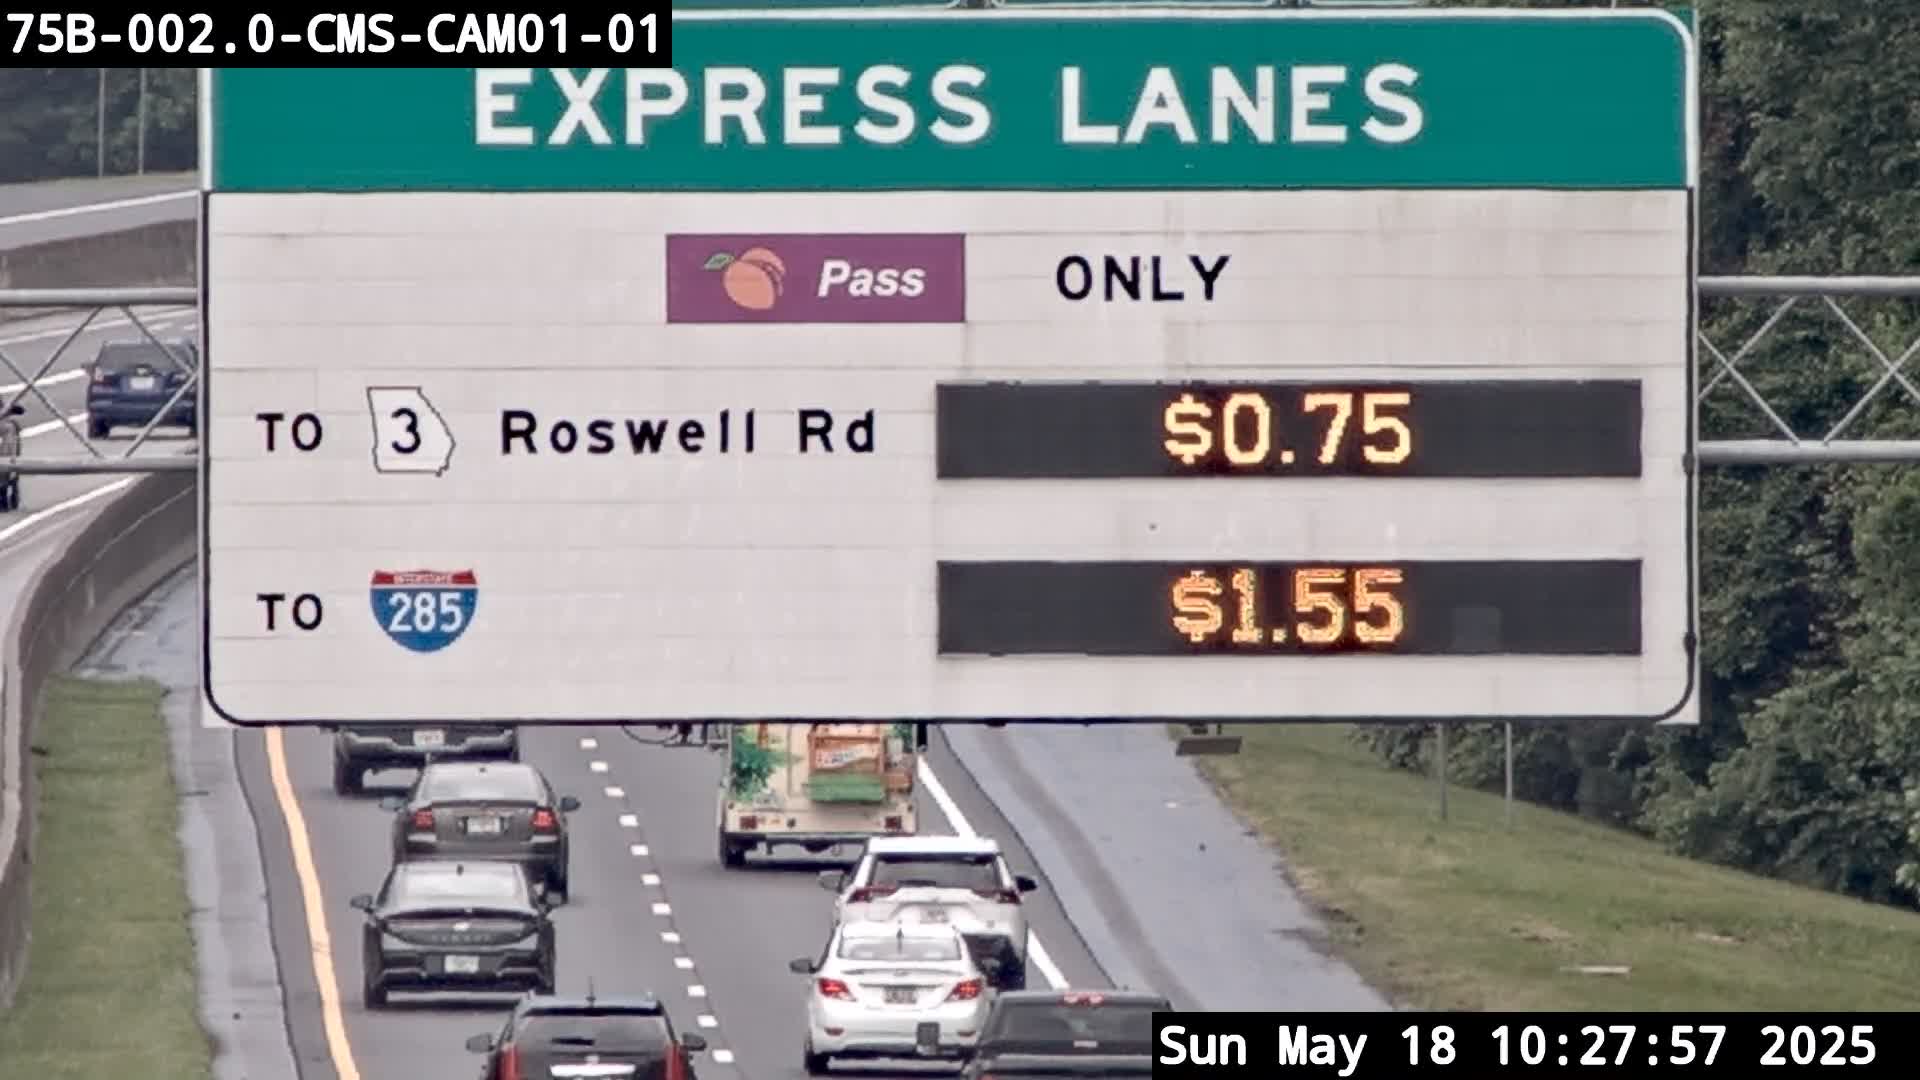 75B-002.0-CMS-CAM01-01
EXPRESS LANES
Pass ONLY
TO 3 Roswell Rd $0.75
TO INTERSTATE 285 $1.55
Sun May 18 10:27:57 2025